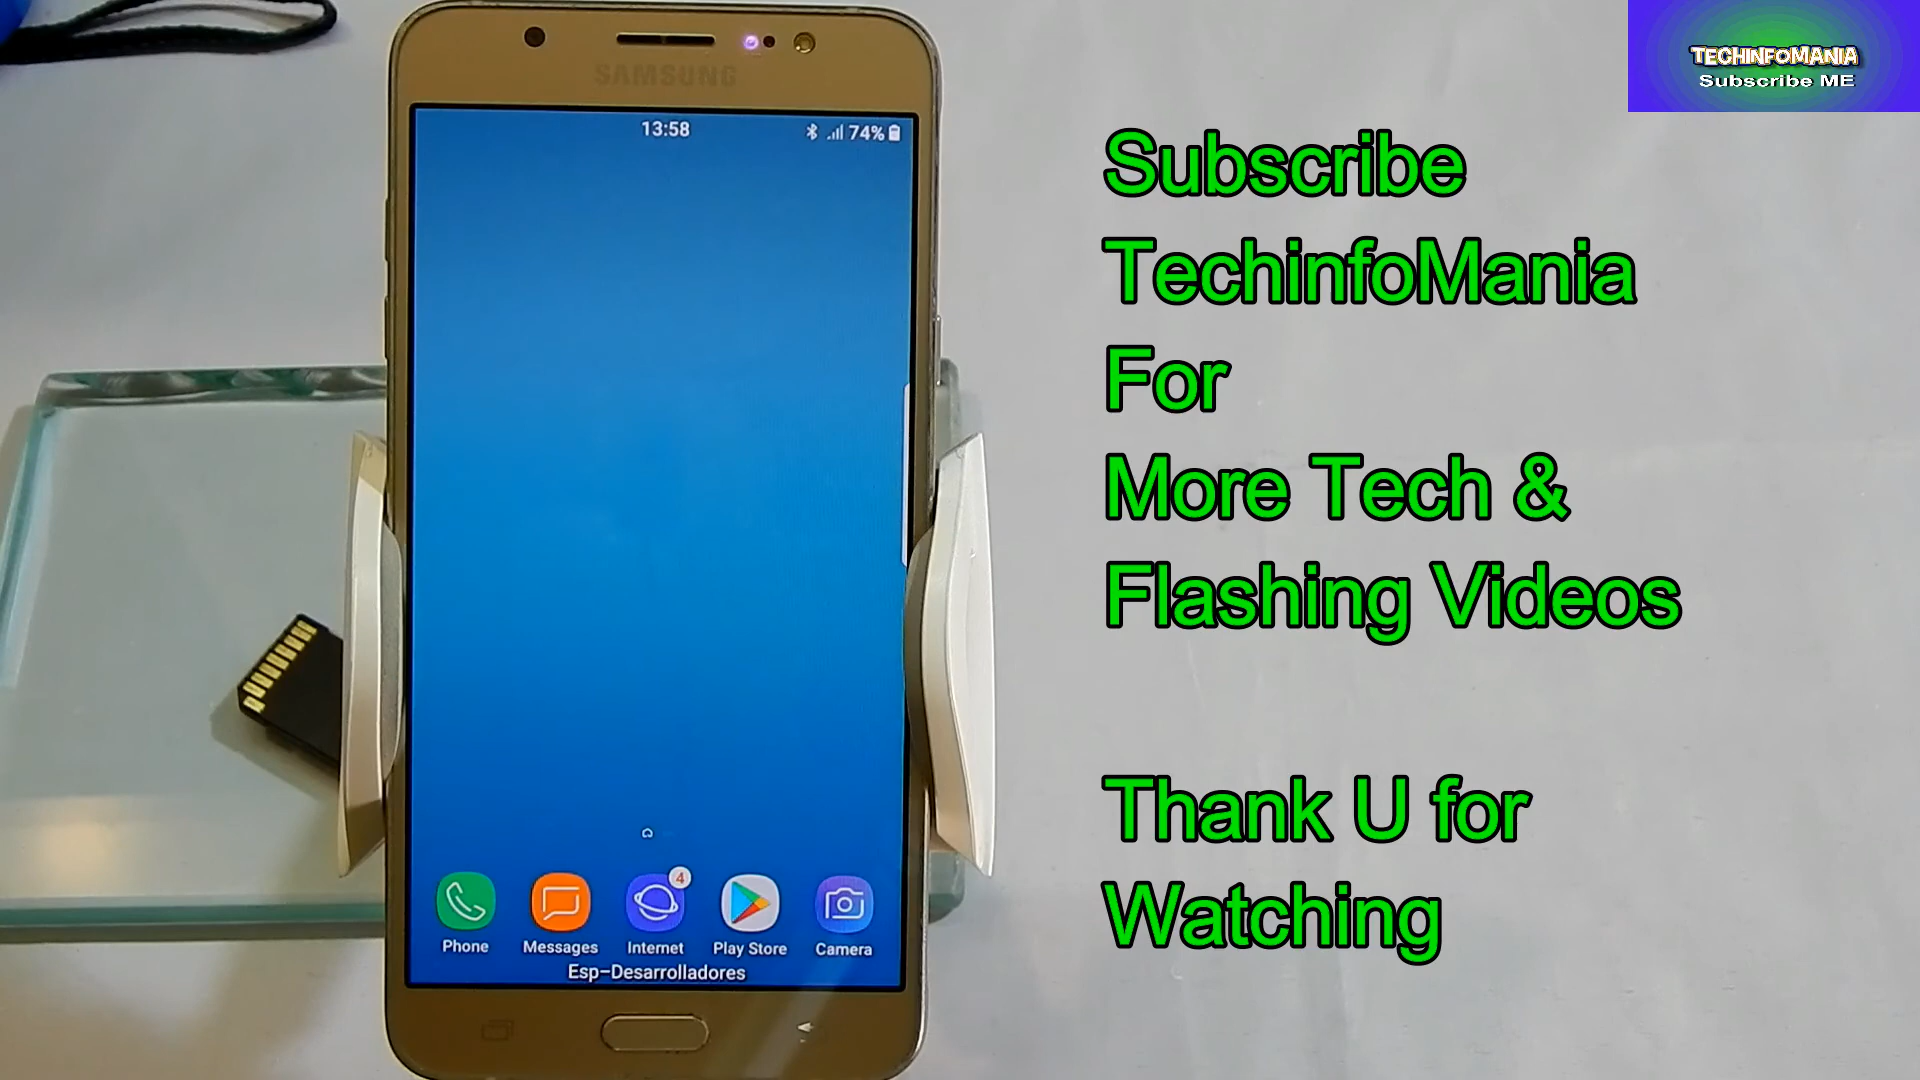 SAMSUNG
13:58
74%
4
Phone
Messages
Internet
Play Store
Camera
Esp-Desarrolladores
TECHINFOMANIA
Subscribe ME
Subscribe
TechinfoMania
For
More Tech &
Flashing Videos
Thank U for
Watching